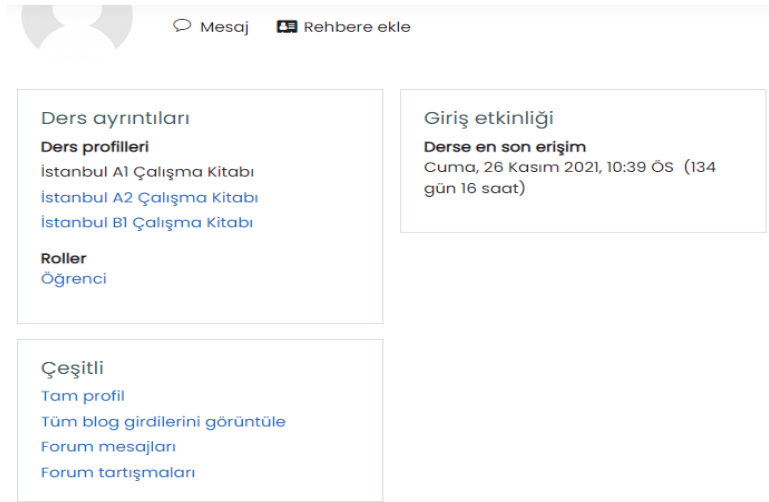 Mesaj
Rehbere ekle
Ders ayrıntıları
Ders profilleri
İstanbul A1 Çalışma Kitabı
İstanbul A2 Çalışma Kitabı
İstanbul B1 Çalışma Kitabı
Roller
Öğrenci
Giriş etkinliği
Derse en son erişim
Cuma, 26 Kasım 2021, 10:39 ÖS (134
gün 16 saat)
Çeşitli
Tam profil
Tüm blog girdilerini görüntüle
Forum mesajları
Forum tartışmaları